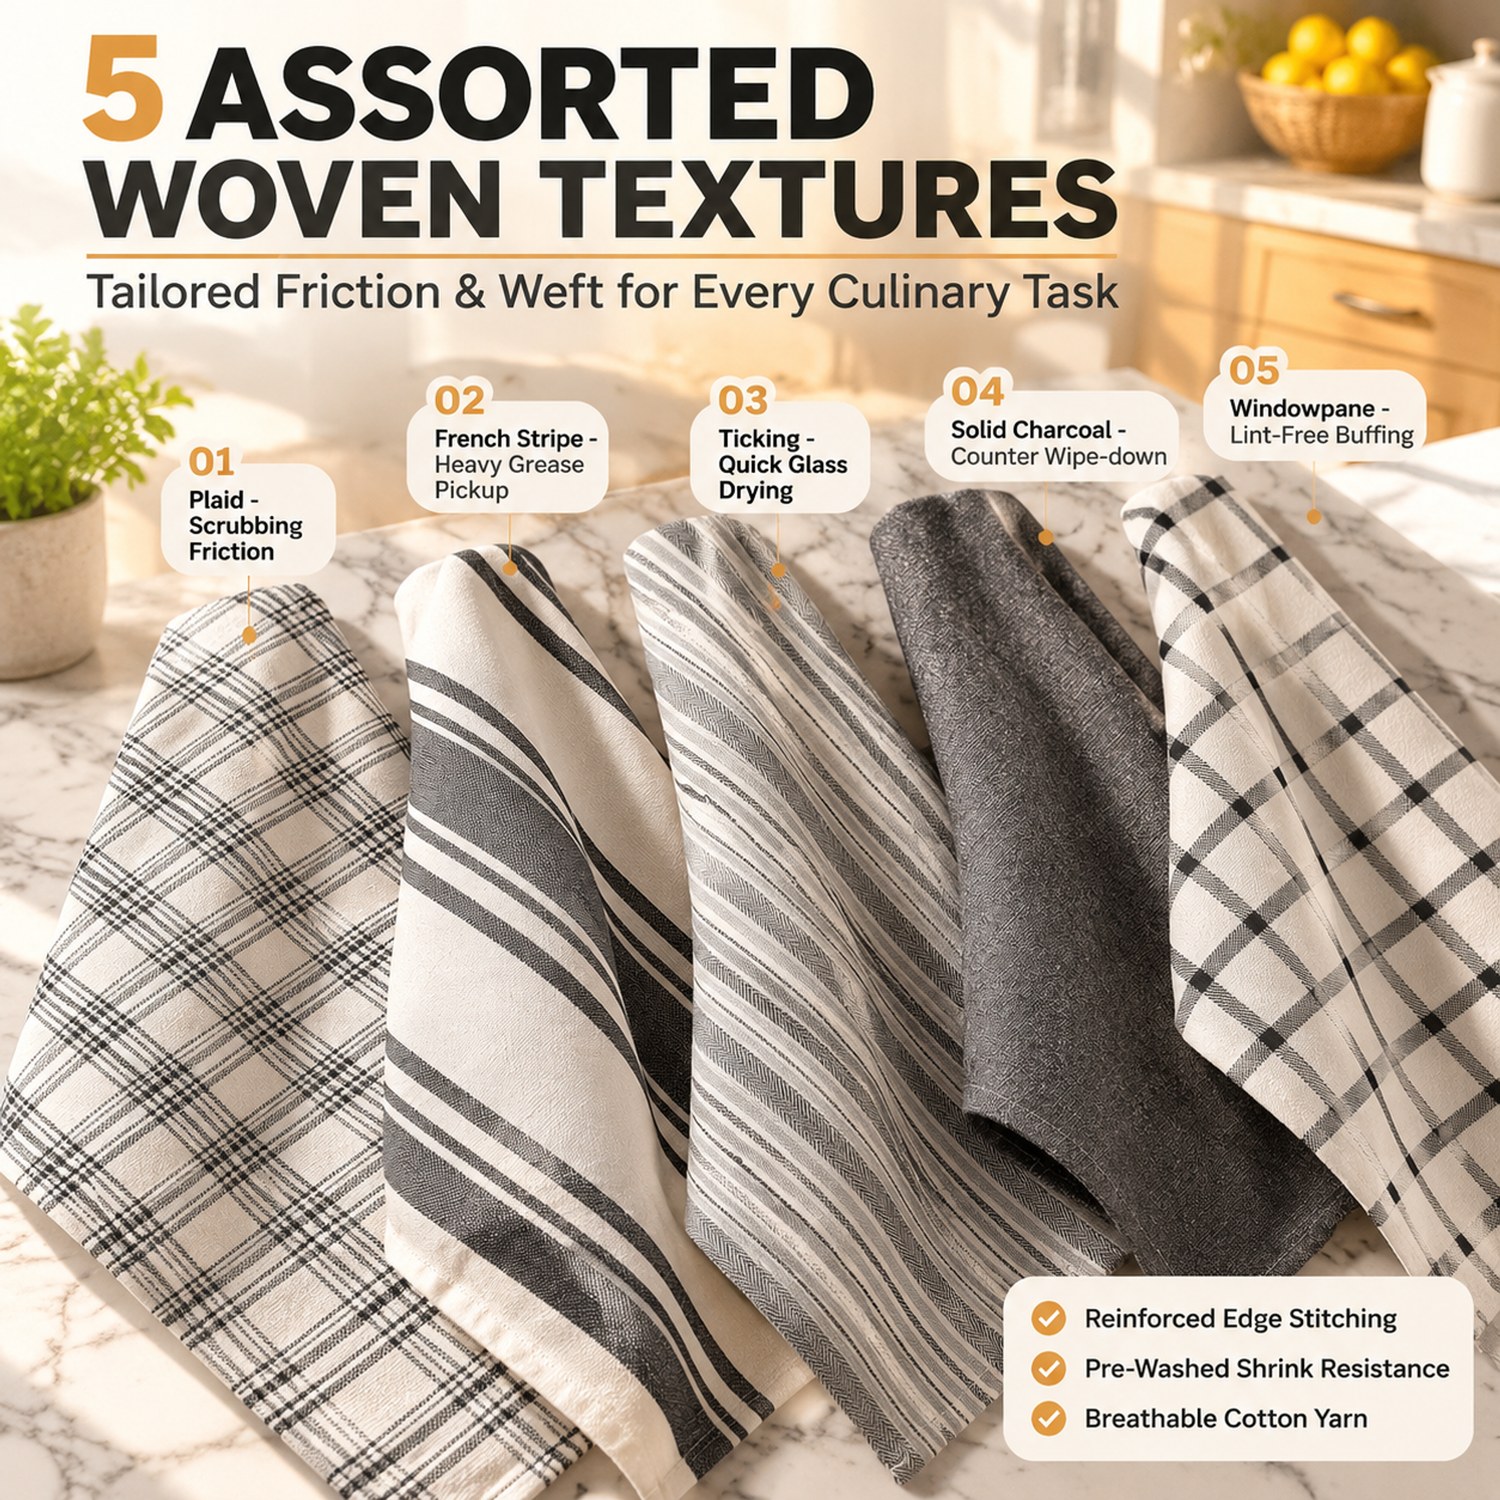 5 ASSORTED
WOVEN TEXTURES
Tailored Friction & Weft for Every Culinary Task
01
Plaid -
Scrubbing
Friction
02
French Stripe -
Heavy Grease
Pickup
03
Ticking -
Quick Glass
Drying
04
Solid Charcoal -
Counter Wipe-down
05
Windowpane -
Lint-Free Buffing
Reinforced Edge Stitching
Pre-Washed Shrink Resistance
Breathable Cotton Yarn